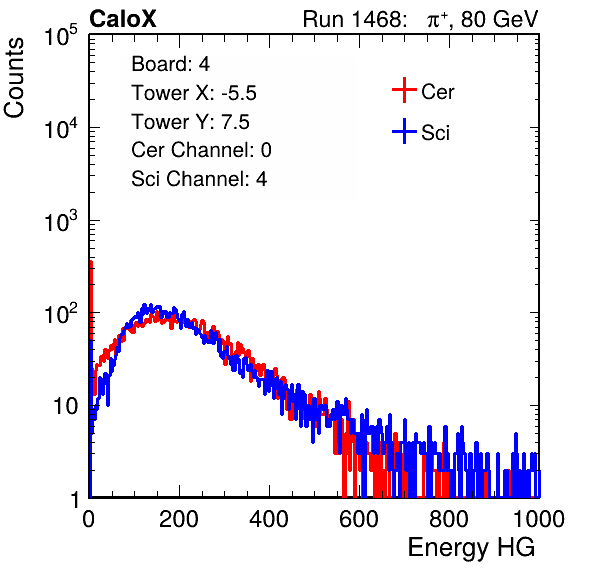 CaloX Run 1468: π⁺, 80 GeV
Counts
Board: 4
Tower X: -5.5
Tower Y: 7.5
Cer Channel: 0
Sci Channel: 4
Cer
Sci
10⁵
10⁴
10³
10²
10
1
0 200 400 600 800 1000
Energy HG